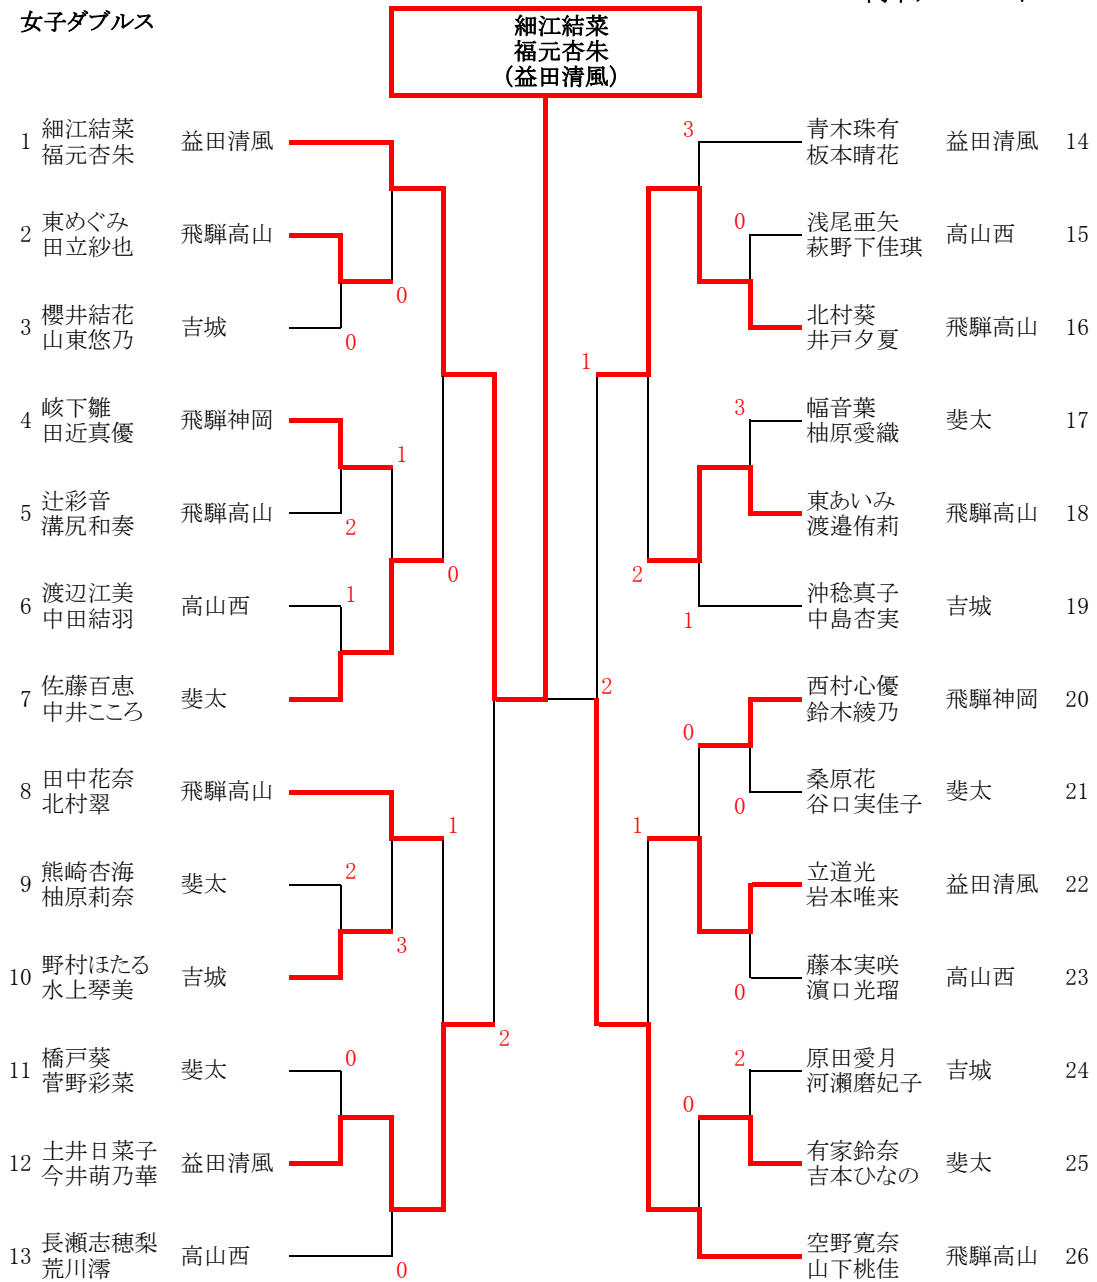 女子ダブルス
細江結菜
福元杏朱
(益田清風)
1 細江結菜 益田清風
福元杏朱
2 東めぐみ 飛騨高山
田立紗也
0
3 櫻井結花 吉城
山東悠乃
0
4 岐下雛 飛騨神岡
田近真優
1
5 辻彩音 飛騨高山
溝尻和奏
2
0
6 渡辺江美 高山西
中田結羽
1
7 佐藤百恵 斐太
中井こころ
8 田中花奈 飛騨高山
北村翠
1
9 熊崎杏海 斐太
柚原莉奈
2
3
10 野村ほたる 吉城
水上琴美
2
11 橋戸葵 斐太
菅野彩菜
0
12 土井日菜子 益田清風
今井萌乃華
13 長瀬志穂梨 高山西
荒川澪
0
3
青木珠有 益田清風 14
板本晴花
0
浅尾亜矢 高山西 15
萩野下佳琪
北村葵 飛騨高山 16
井戸夕夏
1
3
幅音葉 斐太 17
柚原愛織
東あいみ 飛騨高山 18
渡邉侑莉
2
沖稔真子 吉城 19
中島杏実
1
2
西村心優 飛騨神岡 20
鈴木綾乃
0
桑原花 斐太 21
谷口実佳子
0
1
立道光 益田清風 22
岩本唯来
藤本実咲 高山西 23
濵口光瑠
0
2
原田愛月 吉城 24
河瀬磨妃子
0
有家鈴奈 斐太 25
吉本ひなの
空野寛奈 飛騨高山 26
山下桃佳